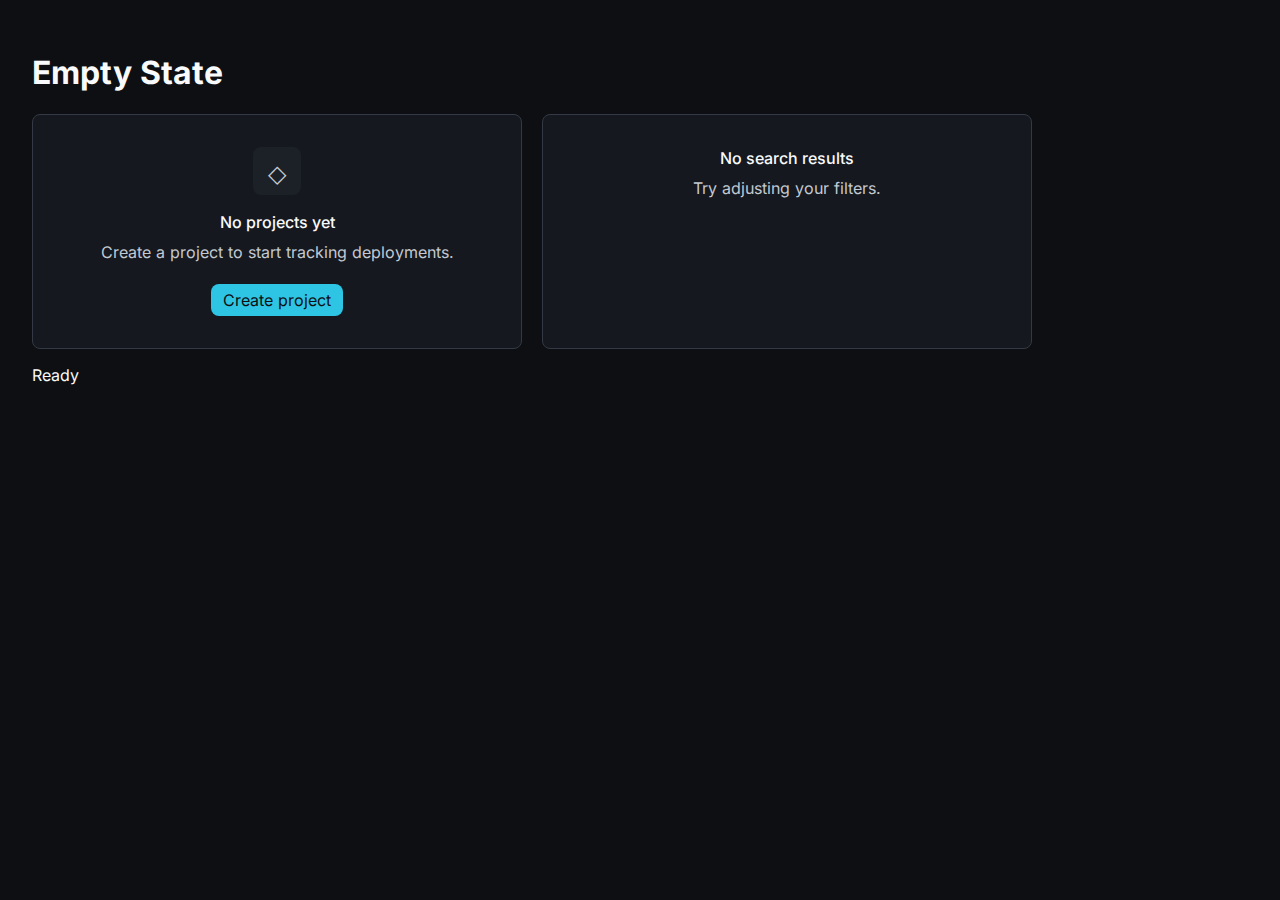 Empty State
No projects yet
Create a project to start tracking deployments.
Create project
No search results
Try adjusting your filters.
Ready